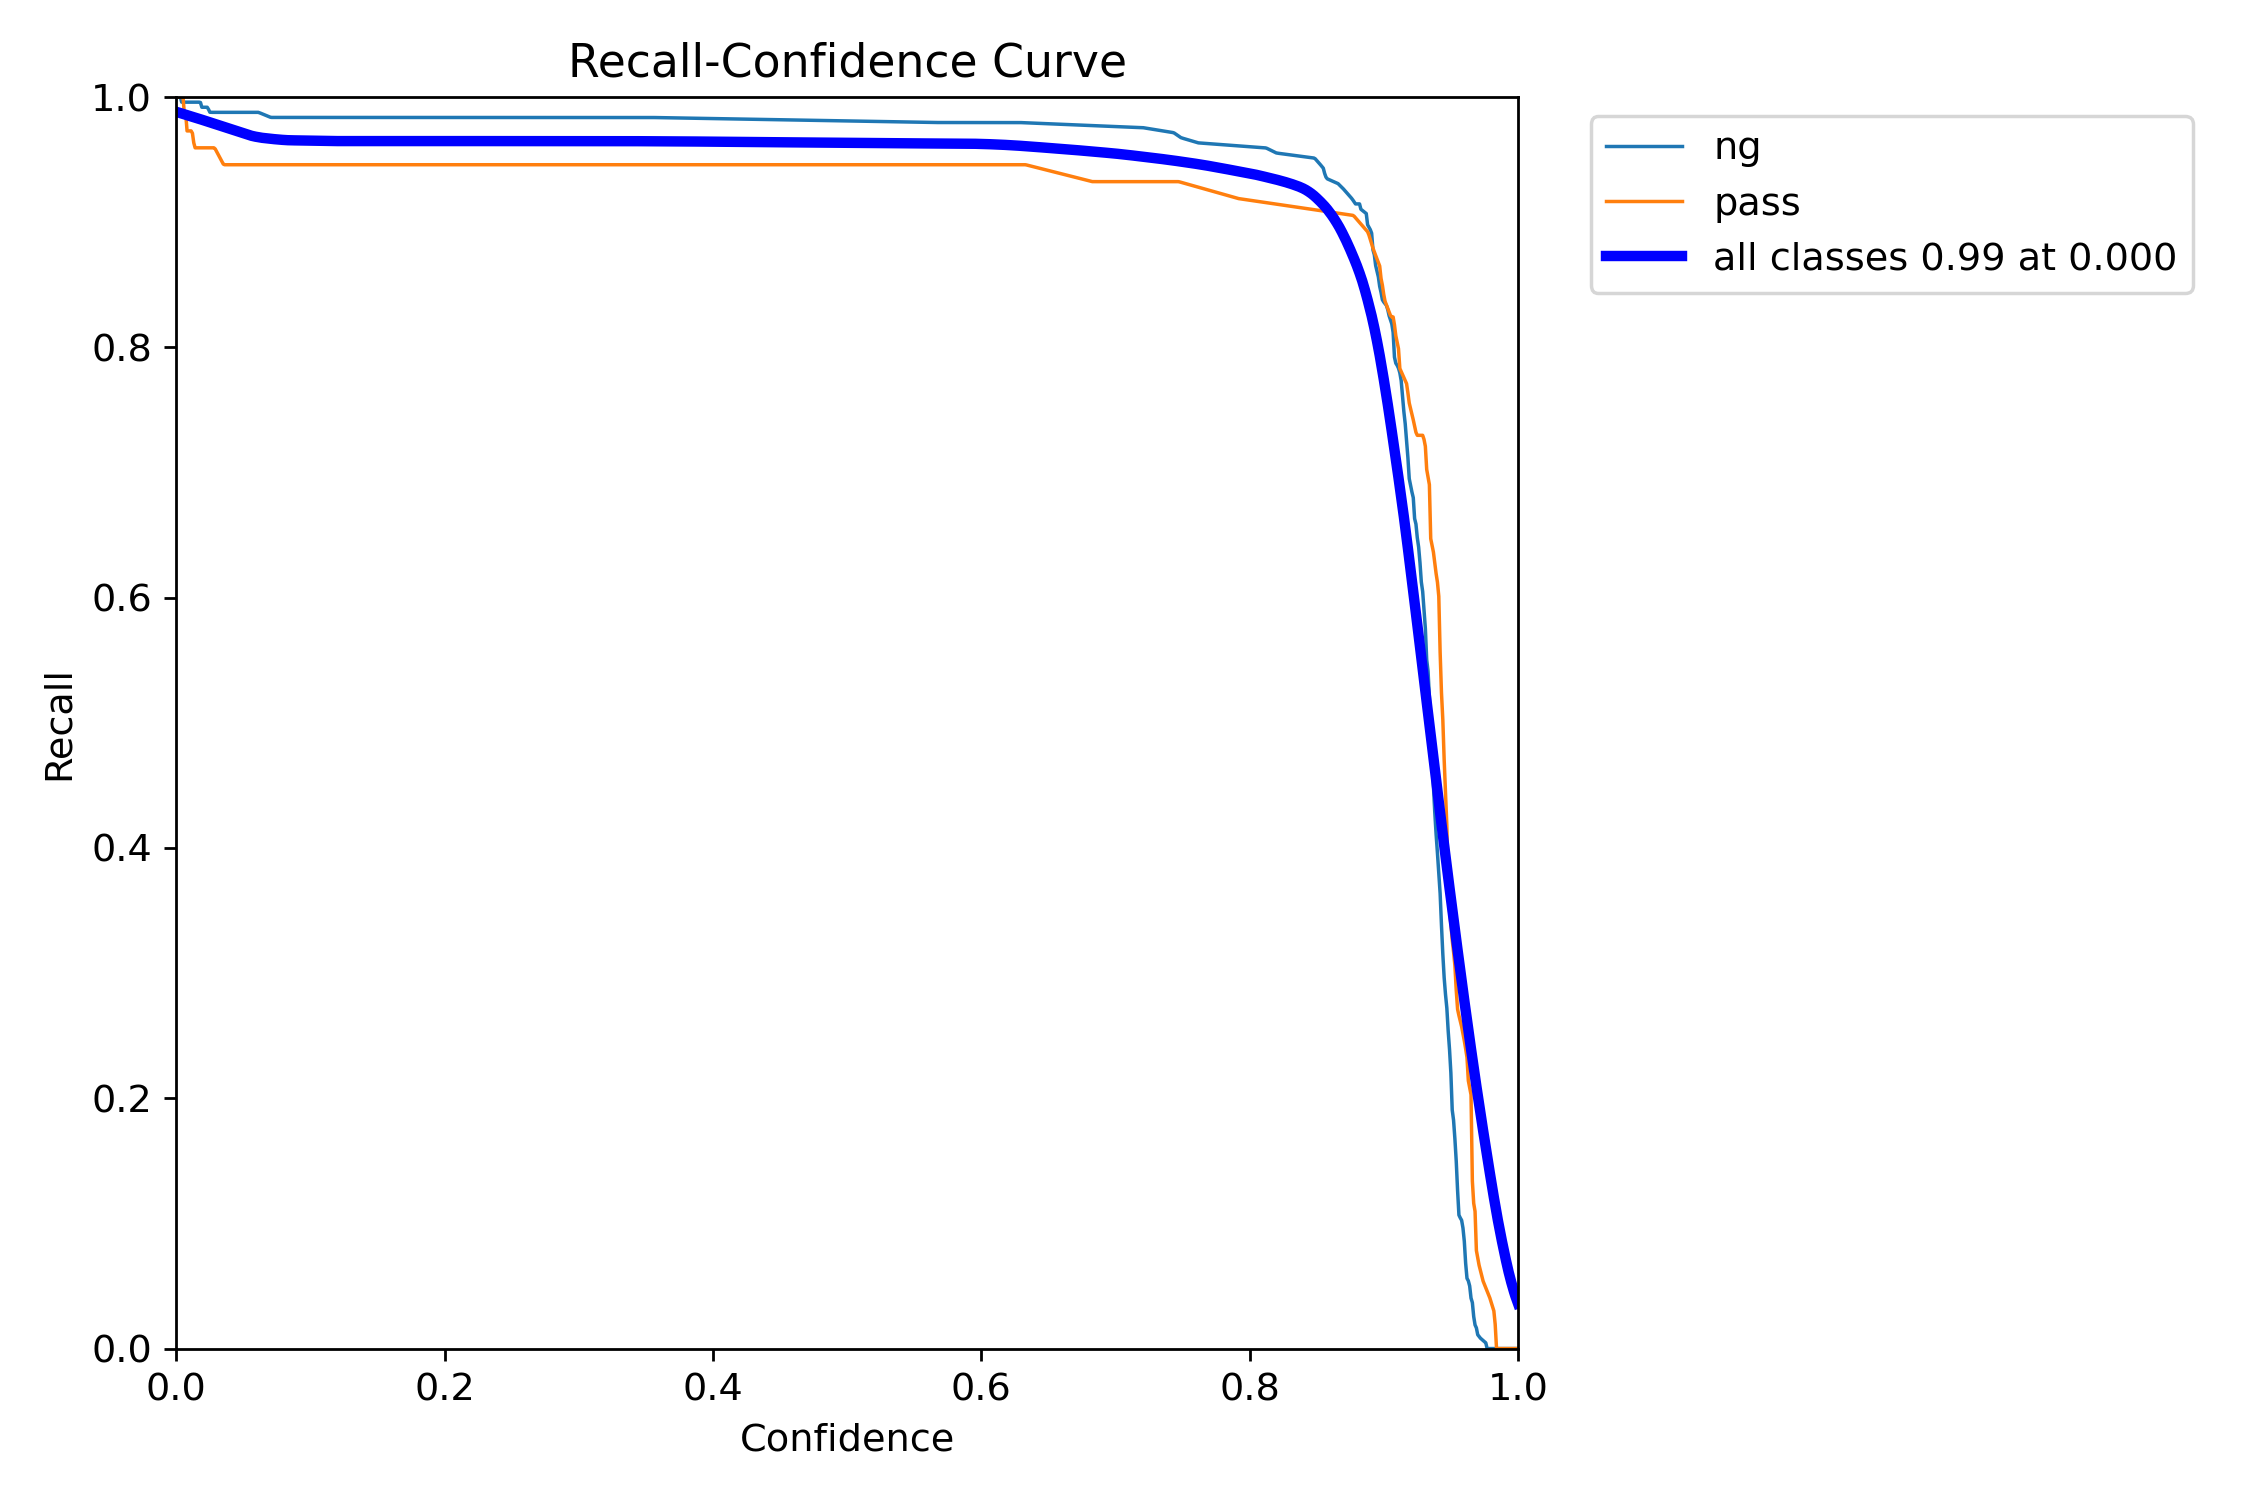 Recall-Confidence Curve
1.0
0.8
0.6
0.4
0.2
0.0
Recall
0.0 0.2 0.4 0.6 0.8 1.0
Confidence
ng
pass
all classes 0.99 at 0.000